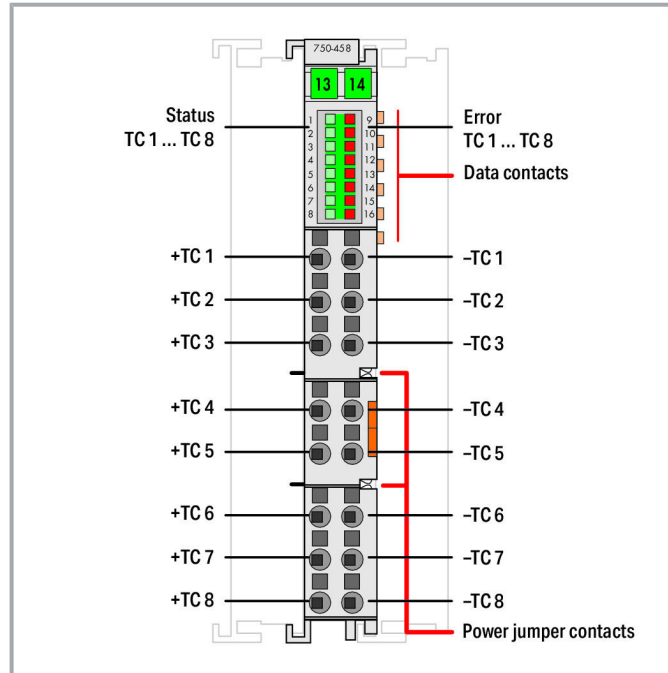 750-458
13 14
Status
TC 1 ... TC 8
Error
TC 1 ... TC 8
1 9
2 10
3 11
4 12
5 13
6 14
7 15
8 16
Data contacts
+TC 1 –TC 1
+TC 2 –TC 2
+TC 3 –TC 3
+TC 4 –TC 4
+TC 5 –TC 5
+TC 6 –TC 6
+TC 7 –TC 7
+TC 8 –TC 8
Power jumper contacts